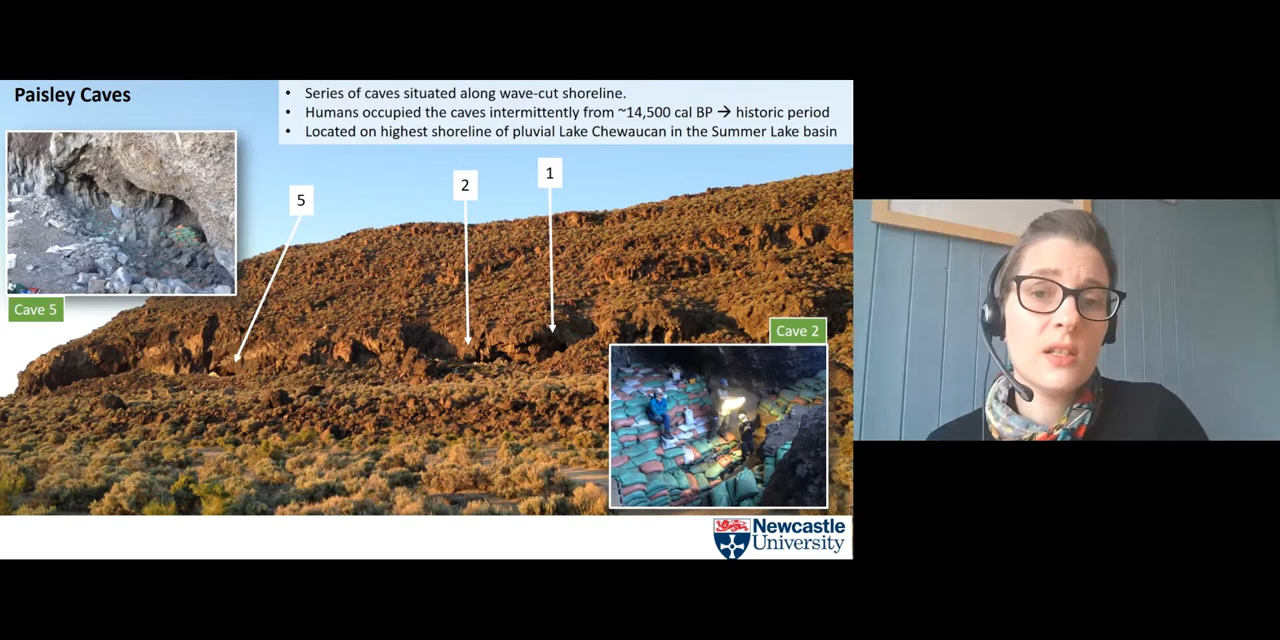 Paisley Caves
• Series of caves situated along wave-cut shoreline.
• Humans occupied the caves intermittently from ~14,500 cal BP → historic period
• Located on highest shoreline of pluvial Lake Chewaucan in the Summer Lake basin
1
2
5
Cave 5
Cave 2
Newcastle
University